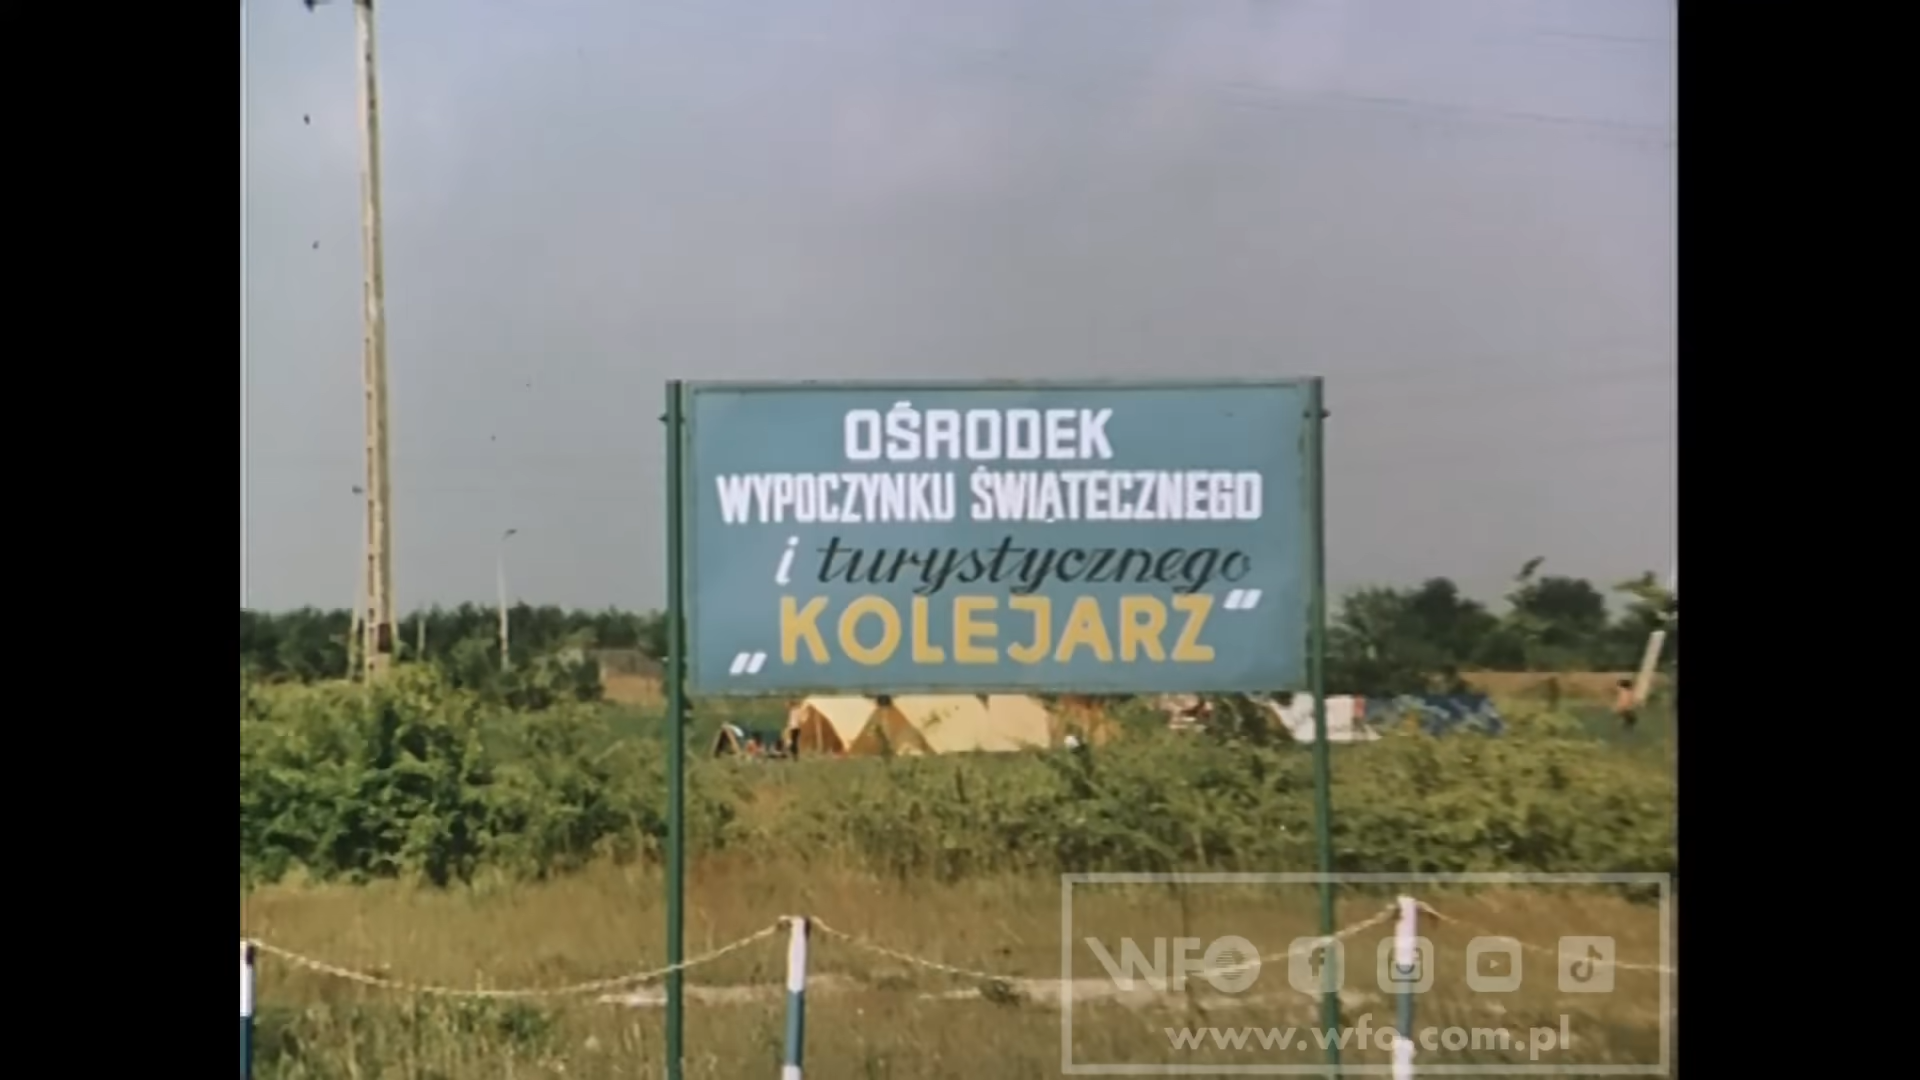 OŚRODEK
WYPOCZYNKU ŚWIĄTECZNEGO
i turystycznego
„KOLEJARZ”
WFO
www.wfo.com.pl